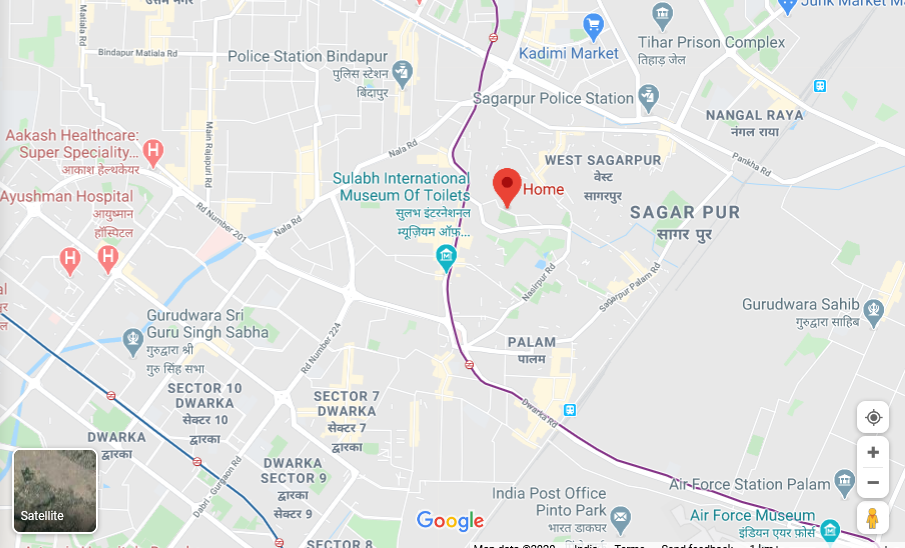 उत्तम नगर
Matiala Rd
Bindapur Matiala Rd
Police Station Bindapur
पुलिस स्टेशन
बिंदापुर
Kadimi Market
Junk Market
Tihar Prison Complex
तिहाड़ जेल
Sagarpur Police Station
NANGAL RAYA
नंगल राया
Pankha Rd
Aakash Healthcare:
Super Speciality...
आकाश हेल्थकेयर
Main Rajapuri Rd
Nala Rd
WEST SAGARPUR
वेस्ट
सागरपुर
Sulabh International
Museum Of Toilets
सुलभ इंटरनेशनल
म्यूज़ियम ऑफ़...
Home
Ayushman Hospital
आयुष्मान
हॉस्पिटल
Rd Number 201
Nala Rd
SAGAR PUR
सागर पुर
Nasirpur Rd
Sagarpur Palam Rd
Gurudwara Sahib
गुरुद्वारा साहिब
Gurudwara Sri
Guru Singh Sabha
गुरुद्वारा श्री
गुरु सिंह सभा
Rd Number 224
PALAM
पालम
SECTOR 10
DWARKA
सेक्टर 10
द्वारका
SECTOR 7
DWARKA
सेक्टर 7
द्वारका
Dwarka Rd
DWARKA
द्वारका
DWARKA
SECTOR 9
द्वारका
सेक्टर 9
Dabri - Gurgaon Rd
Satellite
Google
India Post Office
Pinto Park
भारत डाकघर
Air Force Station Palam
Air Force Museum
इंडियन एयर फ़ोर्स
SECTOR 8
Map data ©2020 India Terms Send feedback 1 km